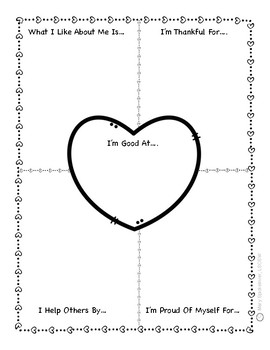 What I Like About Me Is...
I'm Thankful For....
I'm Good At....
I Help Others By...
I'm Proud Of Myself For...